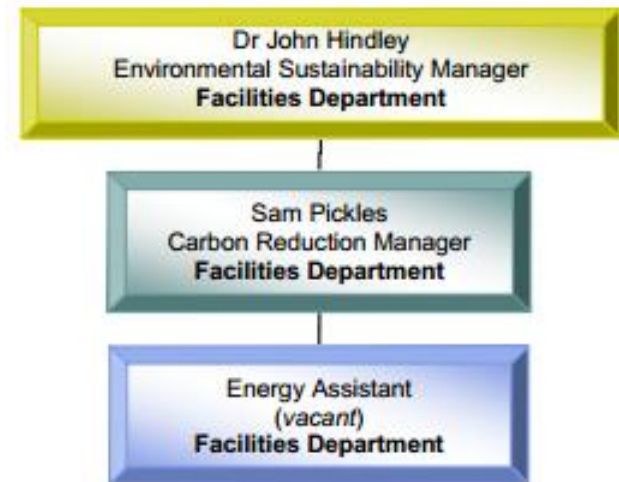 Dr John Hindley
Environmental Sustainability Manager
Facilities Department
Sam Pickles
Carbon Reduction Manager
Facilities Department
Energy Assistant
(vacant)
Facilities Department